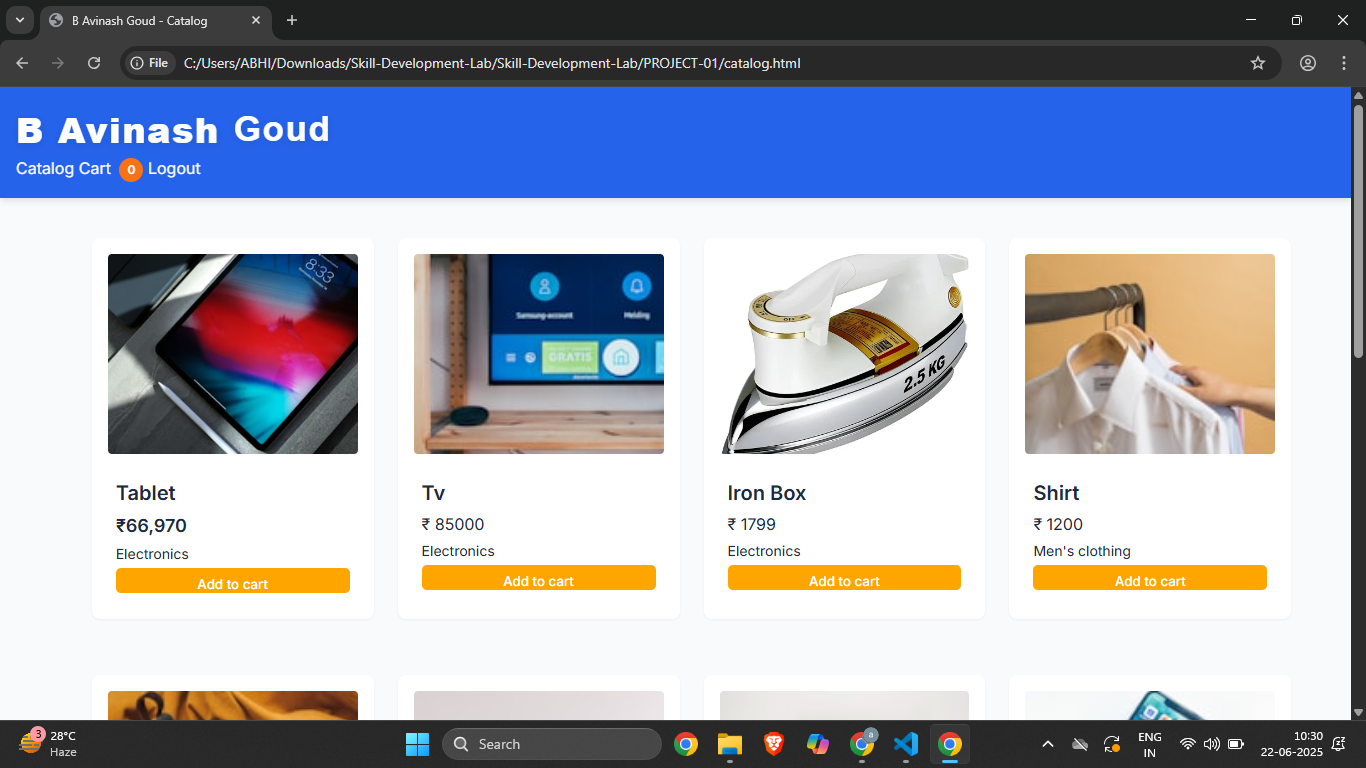 B Avinash Goud - Catalog
File
C:/Users/ABHI/Downloads/Skill-Development-Lab/Skill-Development-Lab/PROJECT-01/catalog.html
B Avinash Goud
Catalog Cart 0 Logout
8:33
Samsung-account Melding
GRATIS
2.5 KG
Tablet
₹66,970
Electronics
Add to cart
Tv
₹ 85000
Electronics
Add to cart
Iron Box
₹ 1799
Electronics
Add to cart
Shirt
₹ 1200
Men's clothing
Add to cart
3
28°C
Haze
Search
a
ENG
IN
10:30
22-06-2025